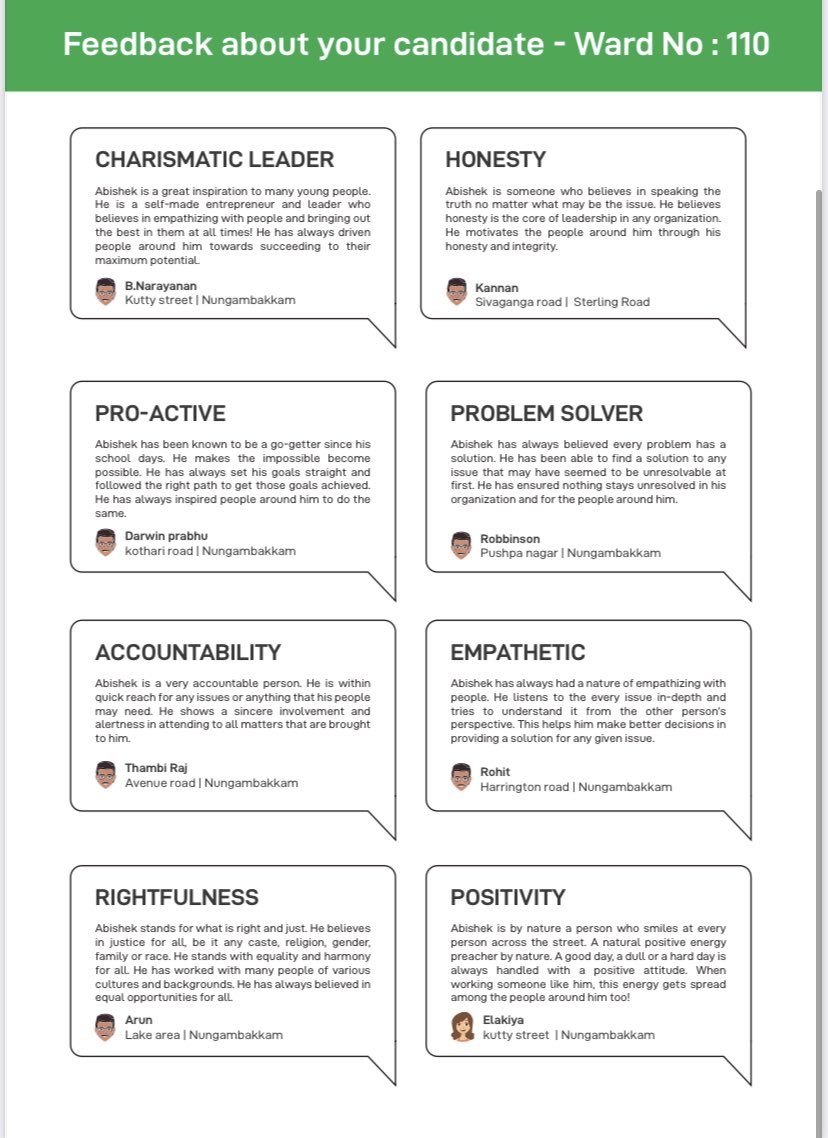 Feedback about your candidate - Ward No : 110
CHARISMATIC LEADER
Abishek is a great inspiration to many young people.
He is a self-made entrepreneur and leader who
believes in empathizing with people and bringing out
the best in them at all times! He has always driven
people around him towards succeeding to their
maximum potential.
B.Narayanan
Kutty street | Nungambakkam
HONESTY
Abishek is someone who believes in speaking the
truth no matter what may be the issue. He believes
honesty is the core of leadership in any organization.
He motivates the people around him through his
honesty and integrity.
Kannan
Sivaganga road | Sterling Road
PRO-ACTIVE
Abishek has been known to be a go-getter since his
school days. He makes the impossible become
possible. He has always set his goals straight and
followed the right path to get those goals achieved.
He has always inspired people around him to do the
same.
Darwin prabhu
kothari road | Nungambakkam
PROBLEM SOLVER
Abishek has always believed every problem has a
solution. He has been able to find a solution to any
issue that may have seemed to be unresolvable at
first. He has ensured nothing stays unresolved in his
organization and for the people around him.
Robbinson
Pushpa nagar | Nungambakkam
ACCOUNTABILITY
Abishek is a very accountable person. He is within
quick reach for any issues or anything that his people
may need. He shows a sincere involvement and
alertness in attending to all matters that are brought
to him.
Thambi Raj
Avenue road | Nungambakkam
EMPATHETIC
Abishek has always had a nature of empathizing with
people. He listens to the every issue in-depth and
tries to understand it from the other person's
perspective. This helps him make better decisions in
providing a solution for any given issue.
Rohit
Harrington road | Nungambakkam
RIGHTFULNESS
Abishek stands for what is right and just. He believes
in justice for all, be it any caste, religion, gender,
family or race. He stands with equality and harmony
for all. He has worked with many people of various
cultures and backgrounds. He has always believed in
equal opportunities for all.
Arun
Lake area | Nungambakkam
POSITIVITY
Abishek is by nature a person who smiles at every
person across the street. A natural positive energy
preacher by nature. A good day, a dull or a hard day is
always handled with a positive attitude. When
working someone like him, this energy gets spread
among the people around him too!
Elakiya
kutty street | Nungambakkam